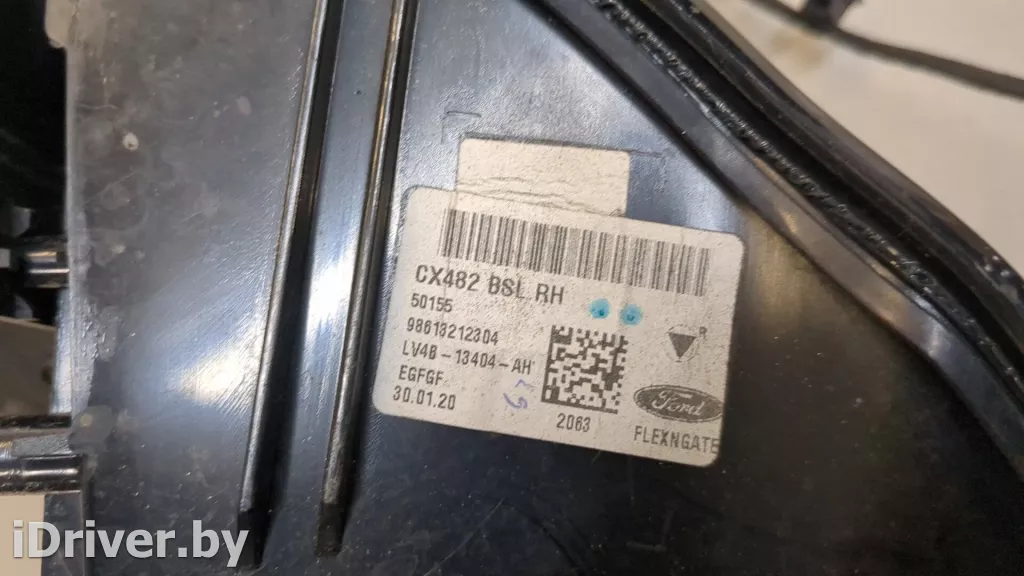 CX482 BSL RH
50155
98613212304
LV4B-13404-AH
EGFGF
30.01.20
2063
R
Ford
FLEXNGATE
iDriver.by